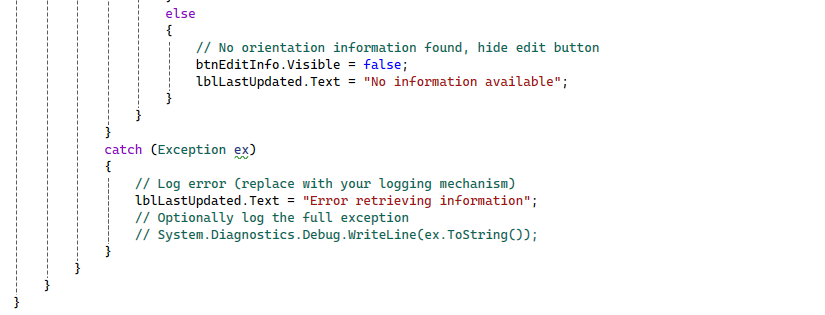 else
{
// No orientation information found, hide edit button
btnEditInfo.Visible = false;
lblLastUpdated.Text = "No information available";
}
}
}
catch (Exception ex)
{
// Log error (replace with your logging mechanism)
lblLastUpdated.Text = "Error retrieving information";
// Optionally log the full exception
// System.Diagnostics.Debug.WriteLine(ex.ToString());
}
}
}
}